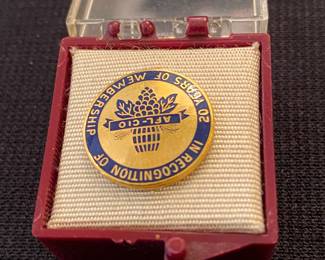 IN RECOGNITION OF
20 YEARS OF MEMBERSHIP
AFL-CIO